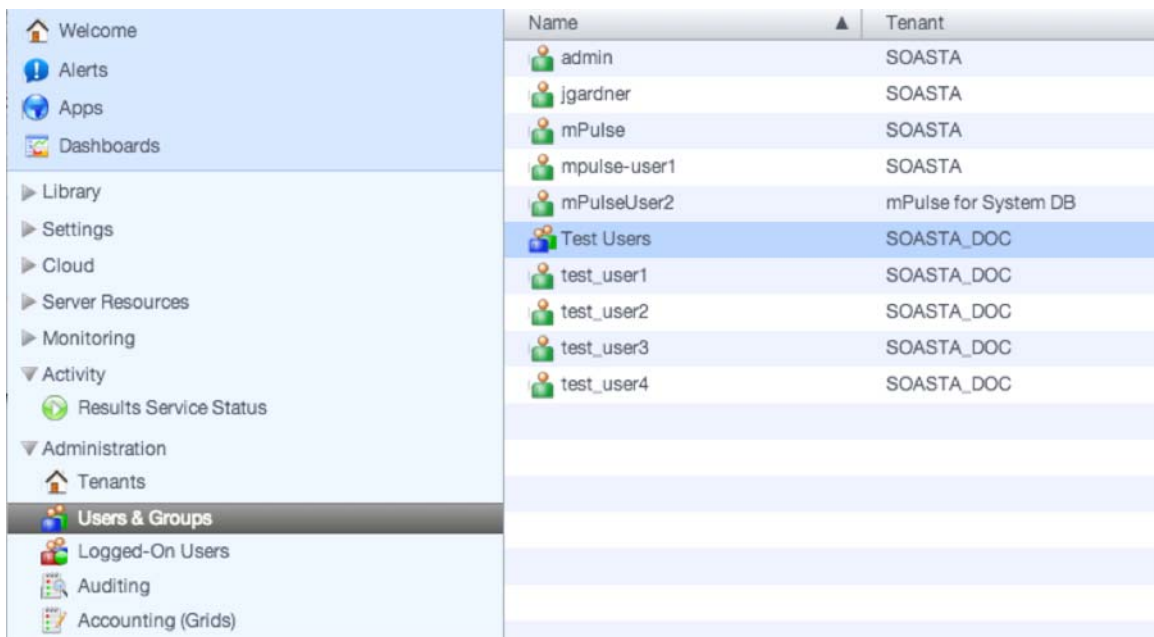 Welcome
Alerts
Apps
Dashboards
Library
Settings
Cloud
Server Resources
Monitoring
Activity
Results Service Status
Administration
Tenants
Users & Groups
Logged-On Users
Auditing
Accounting (Grids)
Name Tenant
admin SOASTA
jgardner SOASTA
mPulse SOASTA
mpulse-user1 SOASTA
mPulseUser2 mPulse for System DB
Test Users SOASTA_DOC
test_user1 SOASTA_DOC
test_user2 SOASTA_DOC
test_user3 SOASTA_DOC
test_user4 SOASTA_DOC